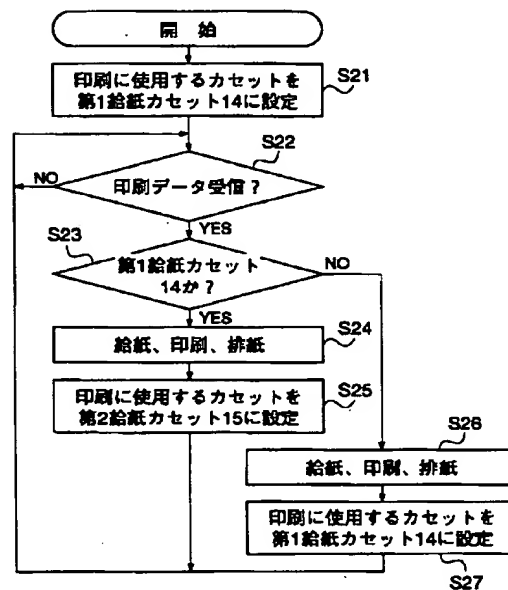 開 始
印刷に使用するカセットを
第1給紙カセット14に設定
S21
S22
印刷データ受信？
NO
YES
S23
第1給紙カセット
14か？
NO
YES
S24
給紙、印刷、排紙
S25
印刷に使用するカセットを
第2給紙カセット15に設定
S26
給紙、印刷、排紙
印刷に使用するカセットを
第1給紙カセット14に設定
S27